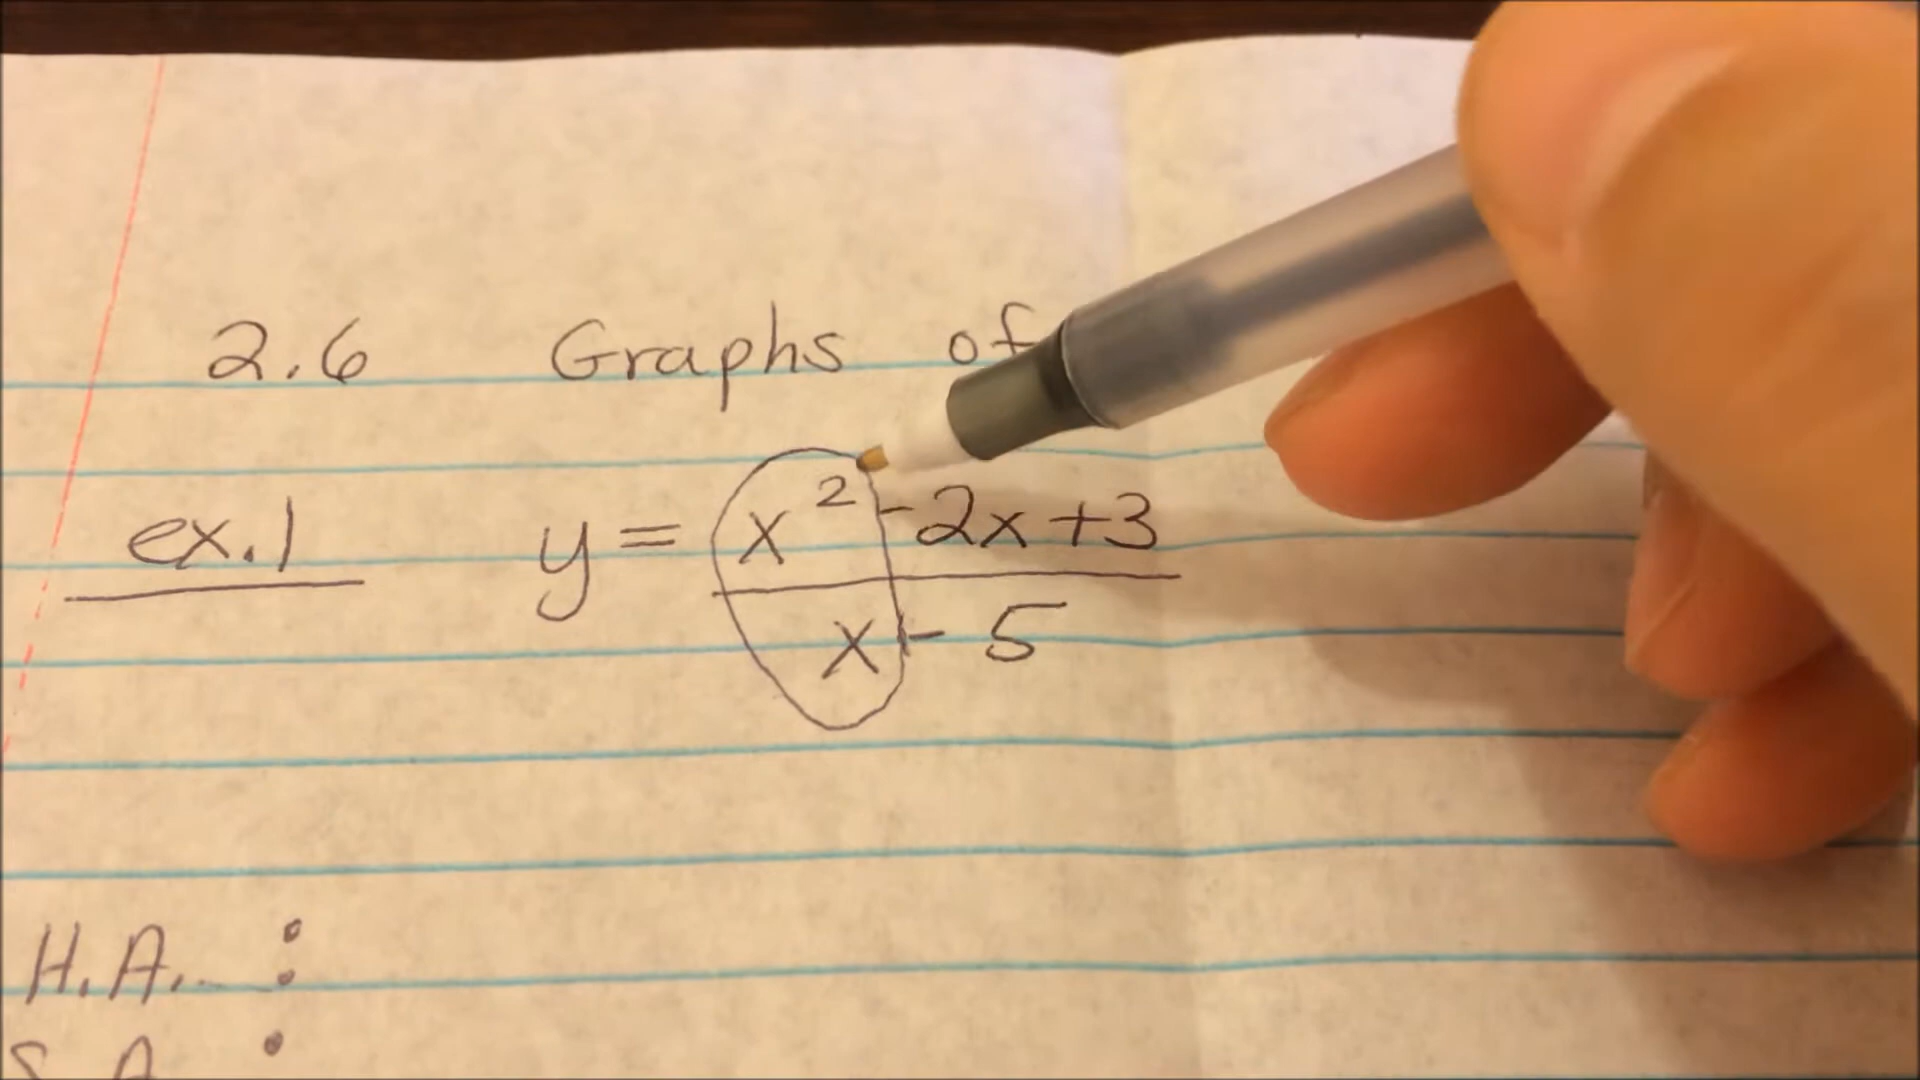 2.6 Graphs of
ex.1 y = x² - 2x + 3
x - 5
H.A. :
S.A. :